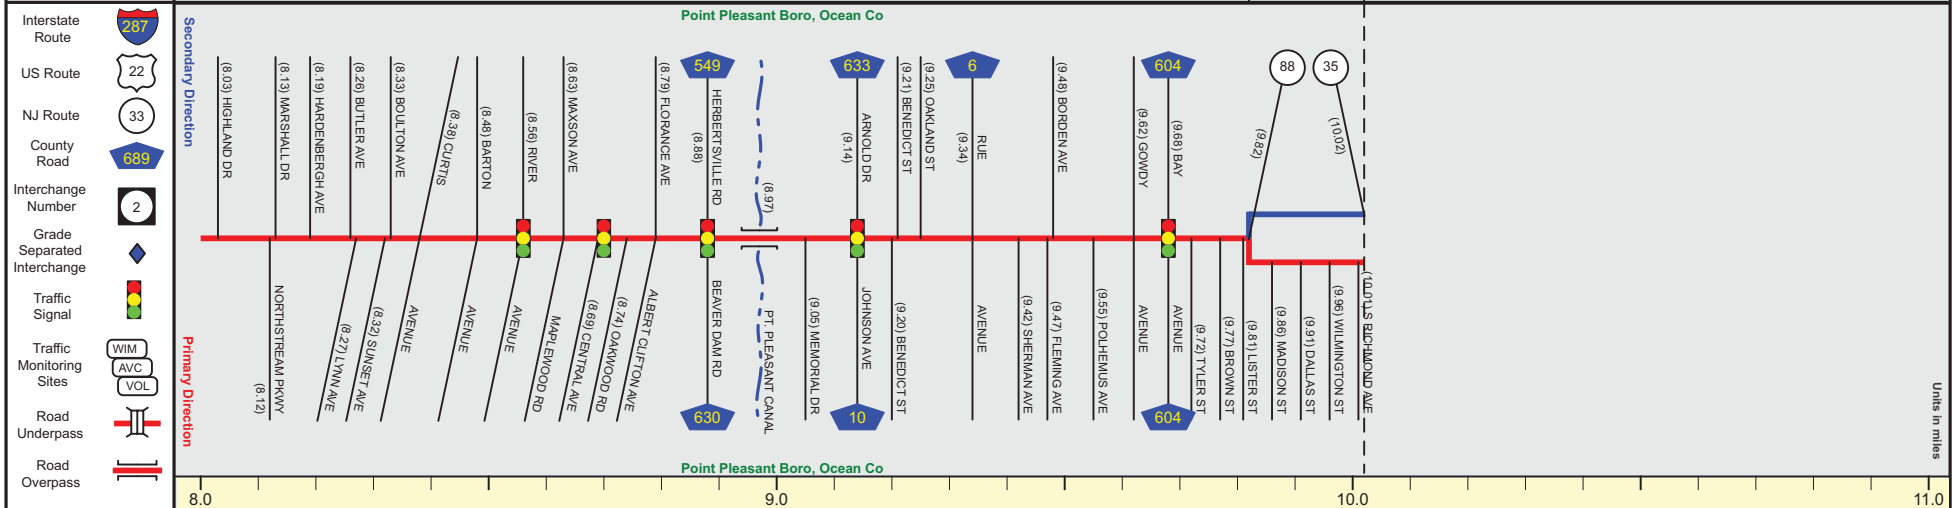 Interstate
Route
287
US Route
22
NJ Route
33
County
Road
689
Interchange
Number
2
Grade
Separated
Interchange
Traffic
Signal
Traffic
Monitoring
Sites
WIM
AVC
VOL
Road
Underpass
Road
Overpass
Secondary Direction
Primary Direction
Point Pleasant Boro, Ocean Co
549
633
6
604
88
35
(8.03) HIGHLAND DR
(8.13) MARSHALL DR
(8.19) HARDENBERGH AVE
(8.26) BUTLER AVE
(8.33) BOULTON AVE
(8.38) CURTIS
(8.48) BARTON
(8.56) RIVER
(8.63) MAXSON AVE
(8.79) FLORANCE AVE
HERBERTSVILLE RD
(8.88)
(8.97)
ARNOLD DR
(9.14)
(9.21) BENEDICT ST
(9.25) OAKLAND ST
RUE
(9.34)
(9.48) BORDEN AVE
(9.62) GOWDY
(9.68) BAY
(9.82)
(10.02)
NORTHSTREAM PKWY
(8.12)
(8.27) LYNN AVE
(8.32) SUNSET AVE
AVENUE
AVENUE
AVENUE
MAPLEWOOD RD
(8.69) CENTRAL AVE
(8.74) OAKWOOD RD
ALBERT CLIFTON AVE
BEAVER DAM RD
PT. PLEASANT CANAL
(9.05) MEMORIAL DR
JOHNSON AVE
(9.20) BENEDICT ST
AVENUE
(9.42) SHERMAN AVE
(9.47) FLEMING AVE
(9.55) POLHEMUS AVE
AVENUE
AVENUE
(9.72) TYLER ST
(9.77) BROWN ST
(9.81) LISTER ST
(9.86) MADISON ST
(9.91) DALLAS ST
(9.96) WILMINGTON ST
(10.01) S RICHMOND AVE
630
10
604
Point Pleasant Boro, Ocean Co
Units in miles
8.0
9.0
10.0
11.0